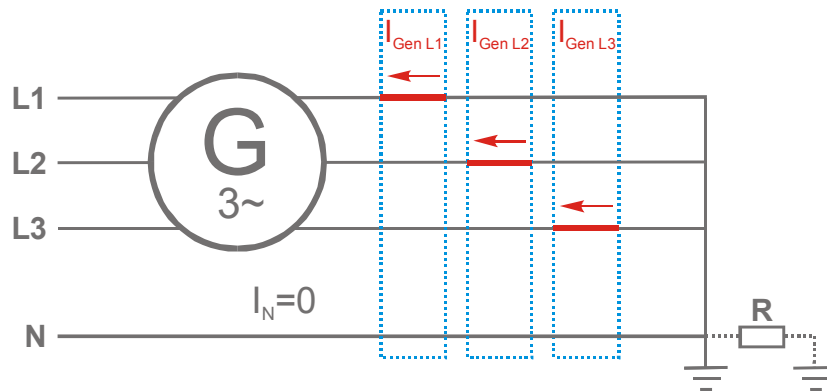 I Gen L1
I Gen L2
I Gen L3
L1
G
L2
3~
L3
I N=0
R
N